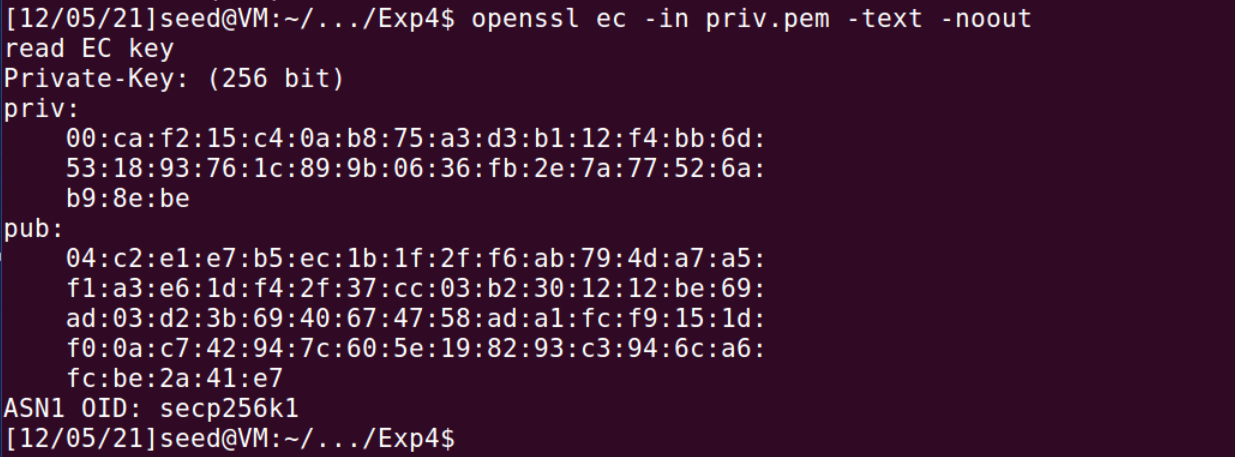 [12/05/21]seed@VM:~/.../Exp4$ openssl ec -in priv.pem -text -noout
read EC key
Private-Key: (256 bit)
priv:
    00:ca:f2:15:c4:0a:b8:75:a3:d3:b1:12:f4:bb:6d:
    53:18:93:76:1c:89:9b:06:36:fb:2e:7a:77:52:6a:
    b9:8e:be
pub:
    04:c2:e1:e7:b5:ec:1b:1f:2f:f6:ab:79:4d:a7:a5:
    f1:a3:e6:1d:f4:2f:37:cc:03:b2:30:12:12:be:69:
    ad:03:d2:3b:69:40:67:47:58:ad:a1:fc:f9:15:1d:
    f0:0a:c7:42:94:7c:60:5e:19:82:93:c3:94:6c:a6:
    fc:be:2a:41:e7
ASN1 OID: secp256k1
[12/05/21]seed@VM:~/.../Exp4$